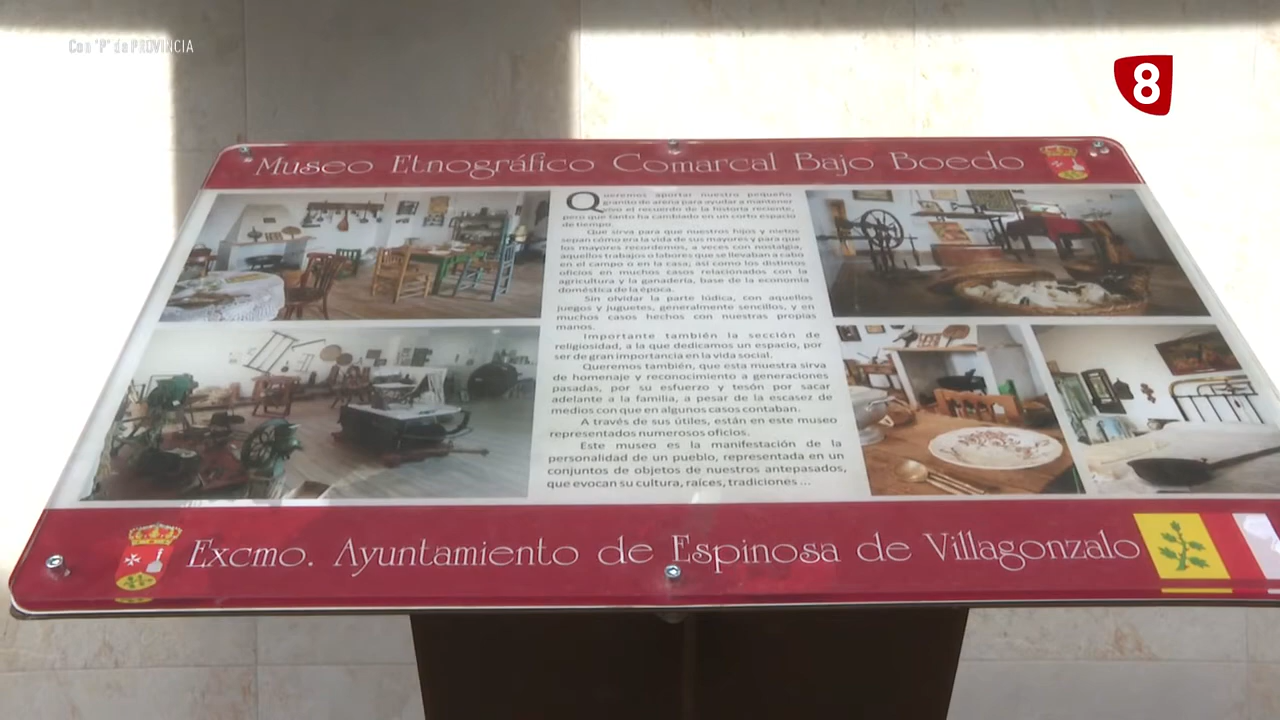 Con "P" de PROVINCIA
8
Museo Etnográfico Comarcal Bajo Boedo
Queremos aportar nuestro pequeño
granito de arena para ayudar a mantener
vivo el recuerdo de la historia reciente,
pero que tanto ha cambiado en un corto espacio
de tiempo.
Que sirva para que nuestros hijos y nietos
sepan cómo era la vida de sus mayores y para que
los mayores recordemos, a veces con nostalgia,
aquellos trabajos o labores que se llevaban a cabo
en el campo o en la casa; así como los distintos
oficios en muchos casos relacionados con la
agricultura y la ganadería, base de la economía
doméstica de la época.
Sin olvidar la parte lúdica, con aquellos
juegos y juguetes, generalmente sencillos, y en
muchos casos hechos con nuestras propias
manos.
Importante también la sección de
religiosidad, a la que dedicamos un espacio, por
ser de gran importancia en la vida social.
Queremos también, que esta muestra sirva
de homenaje y reconocimiento a generaciones
pasadas, por su esfuerzo y tesón por sacar
adelante a la familia, a pesar de la escasez de
medios con que en algunos casos contaban.
A través de sus útiles, están en este museo
representados numerosos oficios.
Este museo es la manifestación de la
personalidad de un pueblo, representada en un
conjuntos de objetos de nuestros antepasados,
que evocan su cultura, raíces, tradiciones ...
Excmo. Ayuntamiento de Espinosa de Villagonzalo